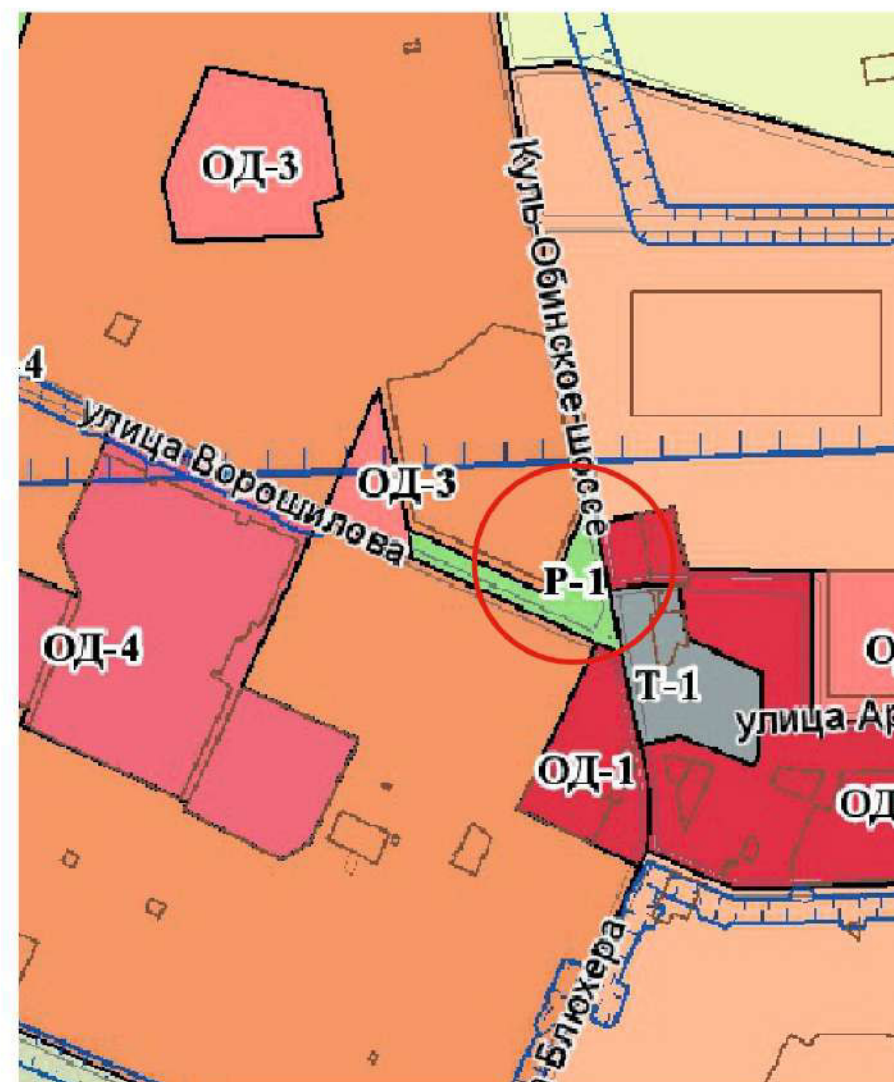 ОД-3
Куль-Обинское-шоссе
4
улица-Ворошилова
ОД-3
Р-1
ОД-4
О
Т-1
улица-Ар
ОД-1
ОД
Блюхера